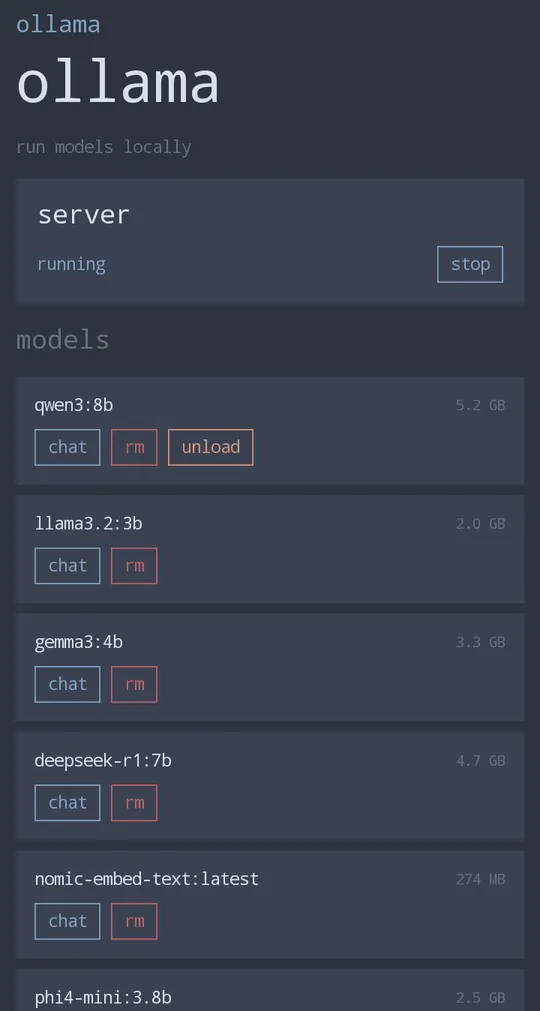 ollama
ollama
run models locally
server
running stop
models
qwen3:8b 5.2 GB
chat rm unload
llama3.2:3b 2.0 GB
chat rm
gemma3:4b 3.3 GB
chat rm
deepseek-r1:7b 4.7 GB
chat rm
nomic-embed-text:latest 274 MB
chat rm
phi4-mini:3.8b 2.5 GB